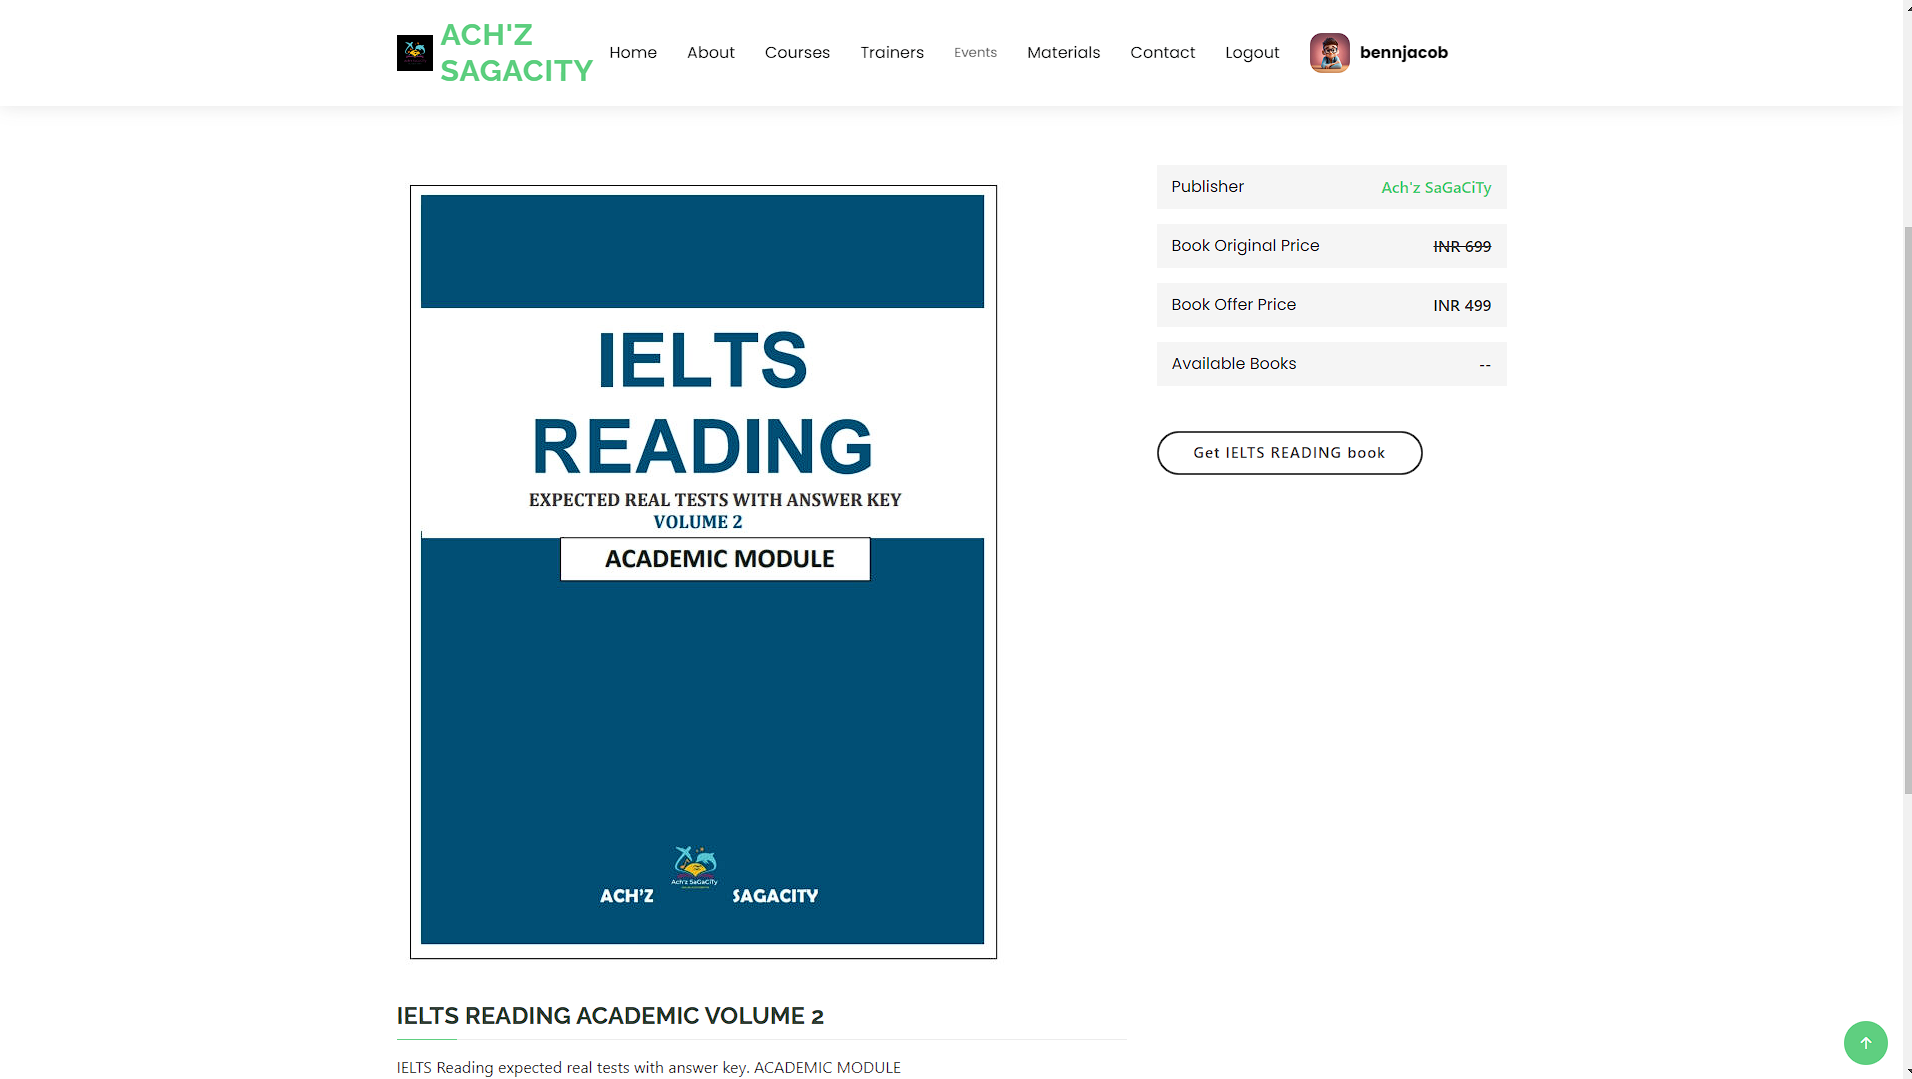 ACH'Z
SAGACITY
Home About Courses Trainers Events Materials Contact Logout bennjacob
Publisher Ach'z SaGaCiTy
Book Original Price INR 699
Book Offer Price INR 499
Available Books --
Get IELTS READING book
IELTS
READING
EXPECTED REAL TESTS WITH ANSWER KEY
VOLUME 2
ACADEMIC MODULE
Ach'z SaGaCiTy
ACH'Z SAGACITY
IELTS READING ACADEMIC VOLUME 2
IELTS Reading expected real tests with answer key. ACADEMIC MODULE